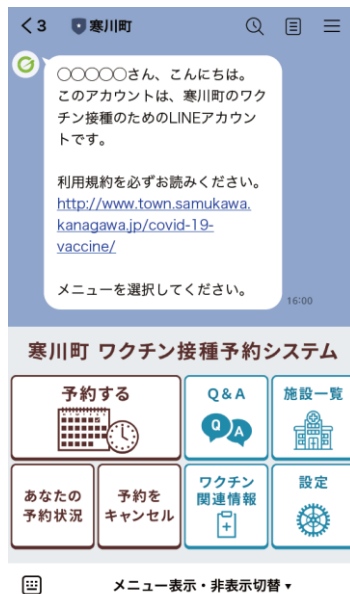 3 寒川町
○○○○○さん、こんにちは。
このアカウントは、寒川町のワク
チン接種のためのLINEアカウン
トです。
利用規約を必ずお読みください。
http://www.town.samukawa.
kanagawa.jp/covid-19-
vaccine/
メニューを選択してください。
16:00
寒川町 ワクチン接種予約システム
予約する
Q&A
Q A
施設一覧
あなたの
予約状況
予約を
キャンセル
ワクチン
関連情報
設定
メニュー表示・非表示切替▼